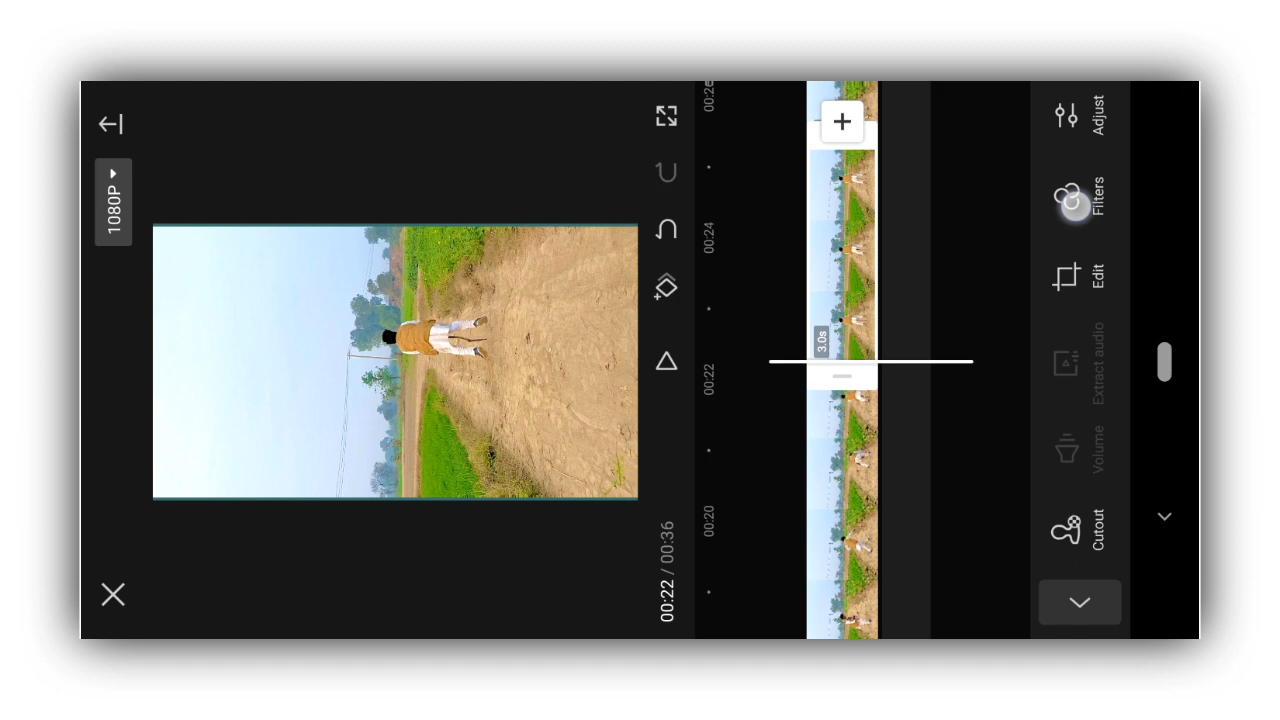 1080P
00:22 / 00:36
00:20
00:22
00:24
3.0s
Cutout
Volume
Extract audio
Edit
Filters
Adjust